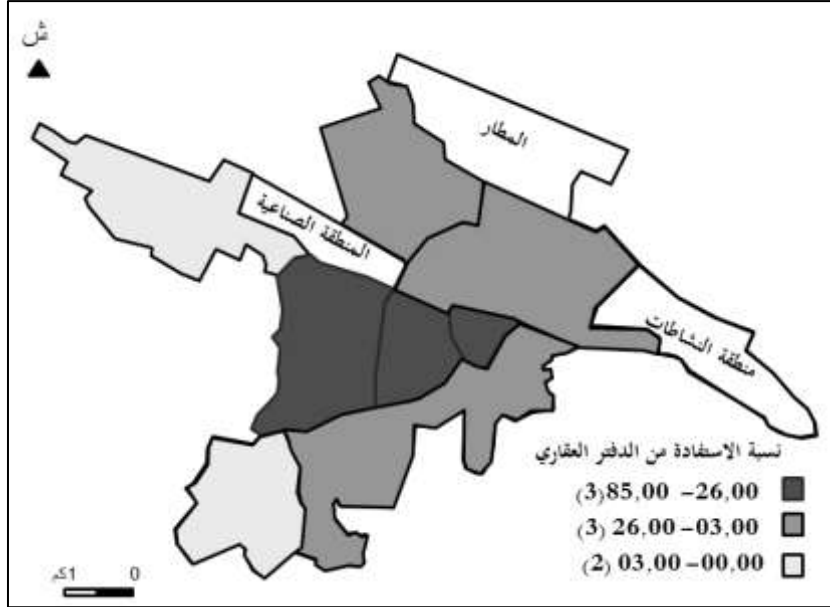 ش
المطار
المنطقة الصناعية
منطقة النشاطات
نسبة الاستفادة من الدفتر العقاري
(3) 85,00 -26,00
(3) 26,00-03,00
(2) 03,00-00,00
1كم 0